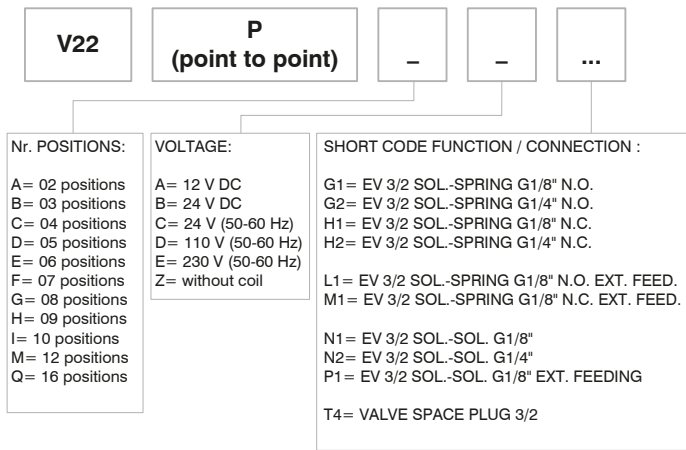 V22
P
(point to point)
_
_
...
Nr. POSITIONS:
A= 02 positions
B= 03 positions
C= 04 positions
D= 05 positions
E= 06 positions
F= 07 positions
G= 08 positions
H= 09 positions
I= 10 positions
M= 12 positions
Q= 16 positions
VOLTAGE:
A= 12 V DC
B= 24 V DC
C= 24 V (50-60 Hz)
D= 110 V (50-60 Hz)
E= 230 V (50-60 Hz)
Z= without coil
SHORT CODE FUNCTION / CONNECTION :
G1= EV 3/2 SOL.-SPRING G1/8" N.O.
G2= EV 3/2 SOL.-SPRING G1/4" N.O.
H1= EV 3/2 SOL.-SPRING G1/8" N.C.
H2= EV 3/2 SOL.-SPRING G1/4" N.C.
L1= EV 3/2 SOL.-SPRING G1/8" N.O. EXT. FEED.
M1= EV 3/2 SOL.-SPRING G1/8" N.C. EXT. FEED.
N1= EV 3/2 SOL.-SOL. G1/8"
N2= EV 3/2 SOL.-SOL. G1/4"
P1= EV 3/2 SOL.-SOL. G1/8" EXT. FEEDING
T4= VALVE SPACE PLUG 3/2